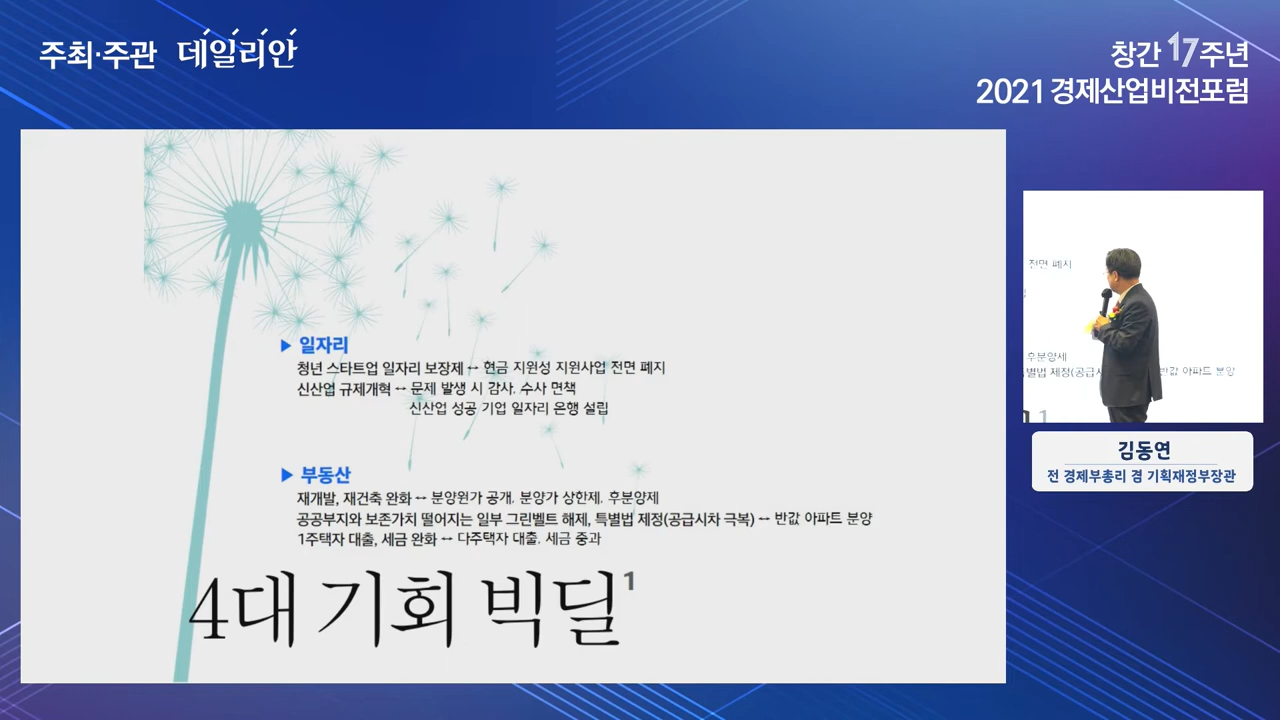 주최·주관 데일리안
창간 17주년
2021 경제산업비전포럼
▶ 일자리
청년 스타트업 일자리 보장제 ↔ 현금 지원성 지원사업 전면 폐지
신산업 규제개혁 ↔ 문제 발생 시 감사, 수사 면책
신산업 성공 기업 일자리 은행 설립
▶ 부동산
재개발, 재건축 완화 ↔ 분양원가 공개, 분양가 상한제, 후분양제
공공부지와 보존가치 떨어지는 일부 그린벨트 해제, 특별법 제정(공급시차 극복) ↔ 반값 아파트 분양
1주택자 대출, 세금 완화 ↔ 다주택자 대출, 세금 중과
4대 기회 빅딜1
전면 폐지
후분양제
별법 제정(공급시
반값 아파트 분양
1
김동연
전 경제부총리 겸 기획재정부장관